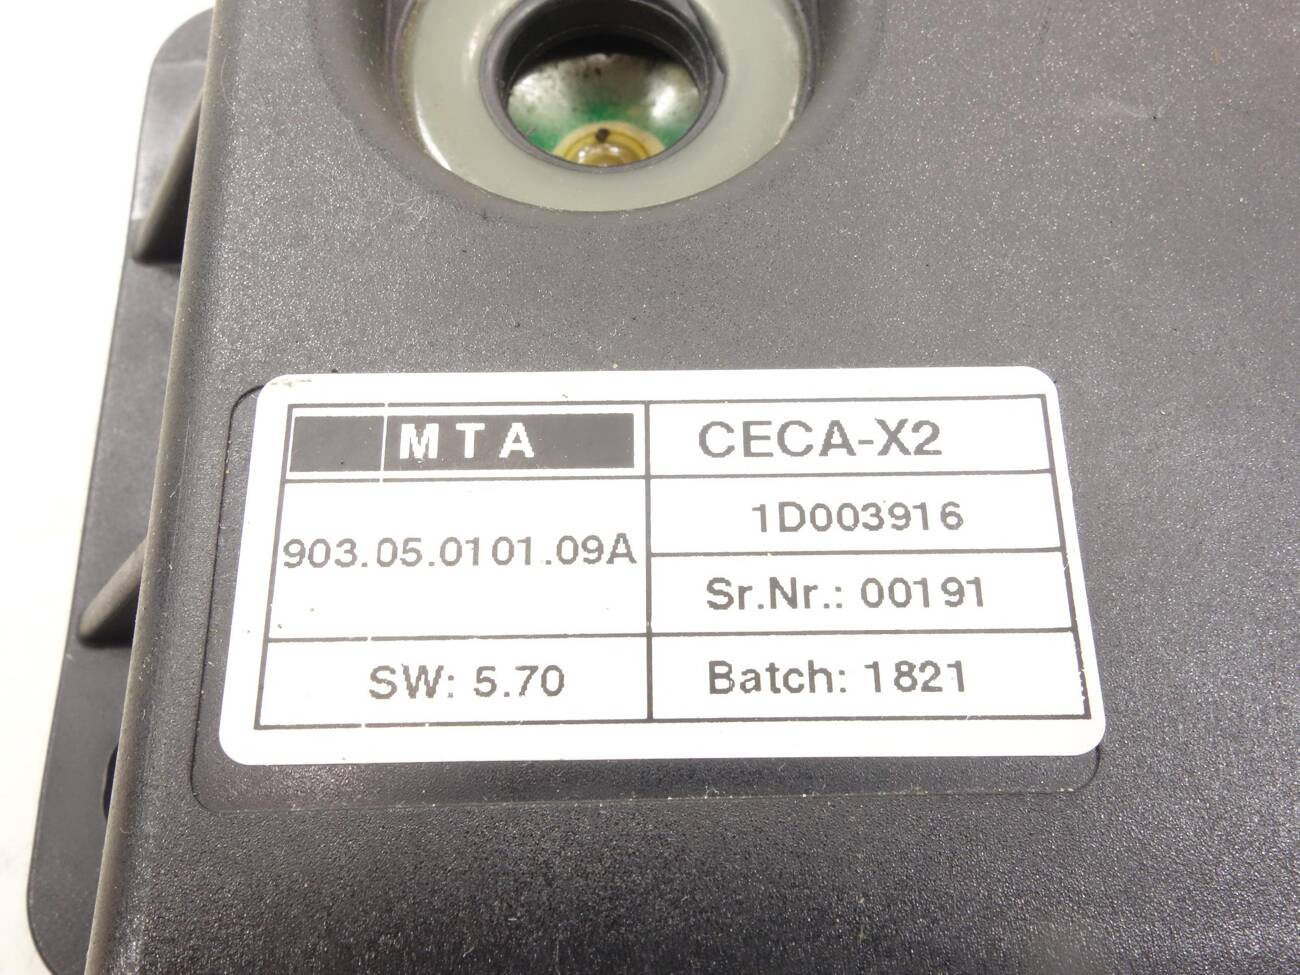 MTA
CECA-X2
903.05.0101.09A
1D003916
Sr.Nr.: 00191
SW: 5.70
Batch: 1821